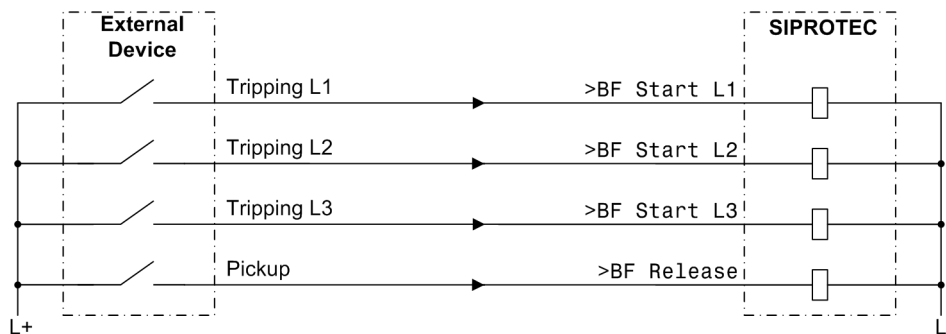 External
Device
SIPROTEC
Tripping L1
>BF Start L1
Tripping L2
>BF Start L2
Tripping L3
>BF Start L3
Pickup
>BF Release
L+
L